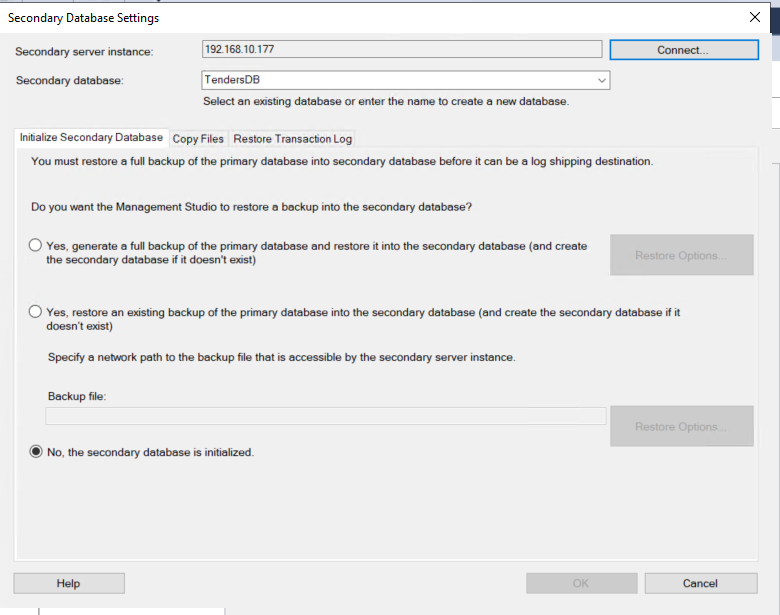 Secondary Database Settings
Secondary server instance:
192.168.10.177
Connect...
Secondary database:
TendersDB
Select an existing database or enter the name to create a new database.
Initialize Secondary Database
Copy Files
Restore Transaction Log
You must restore a full backup of the primary database into secondary database before it can be a log shipping destination.
Do you want the Management Studio to restore a backup into the secondary database?
Yes, generate a full backup of the primary database and restore it into the secondary database (and create
the secondary database if it doesn't exist)
Restore Options...
Yes, restore an existing backup of the primary database into the secondary database (and create the secondary database if it
doesn't exist)
Specify a network path to the backup file that is accessible by the secondary server instance.
Backup file:
Restore Options...
No, the secondary database is initialized.
Help
OK
Cancel